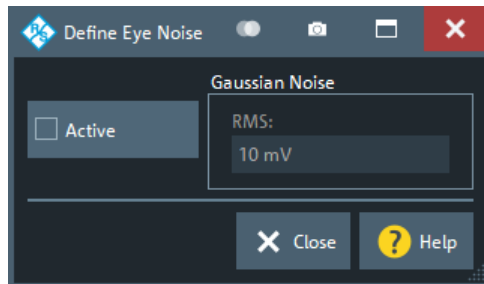 Define Eye Noise
Gaussian Noise
Active
RMS:
10 mV
Close
? Help